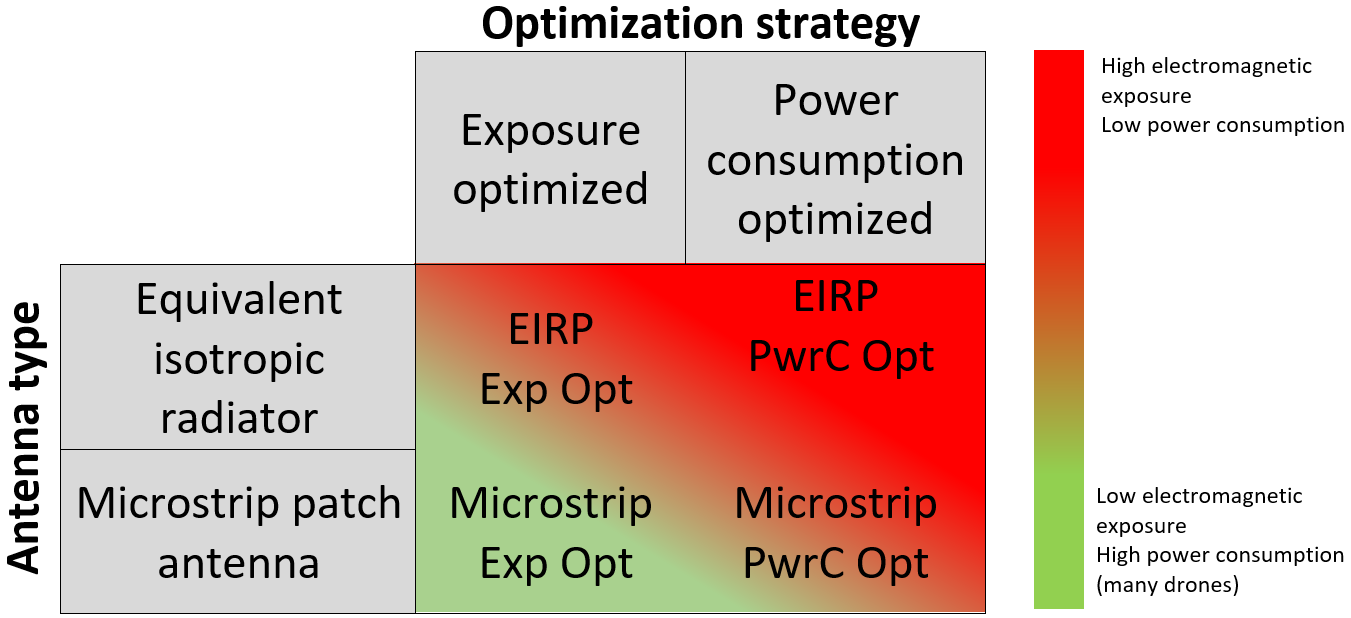 Optimization strategy
Exposure
optimized
Power
consumption
optimized
High electromagnetic
exposure
Low power consumption
Antenna type
Equivalent
isotropic
radiator
EIRP
Exp Opt
EIRP
PwrC Opt
Microstrip patch
antenna
Microstrip
Exp Opt
Microstrip
PwrC Opt
Low electromagnetic
exposure
High power consumption
(many drones)